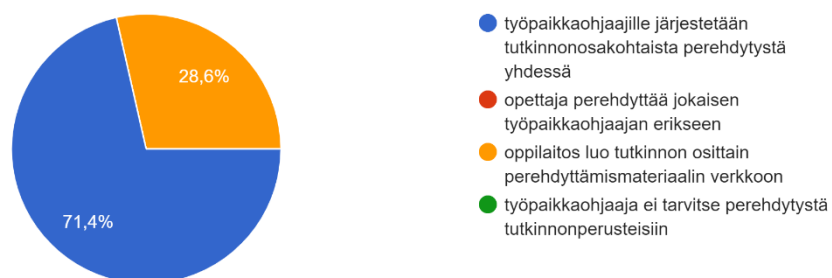 28,6%
71,4%
työpaikkaohjaajille järjestetään
tutkinnonosakohtaista perehdytystä
yhdessä
opettaja perehdyttää jokaisen
työpaikkaohjaajan erikseen
oppilaitos luo tutkinnon osittain
perehdyttämismateriaalin verkkoon
työpaikkaohjaaja ei tarvitse perehdytystä
tutkinnonperusteisiin